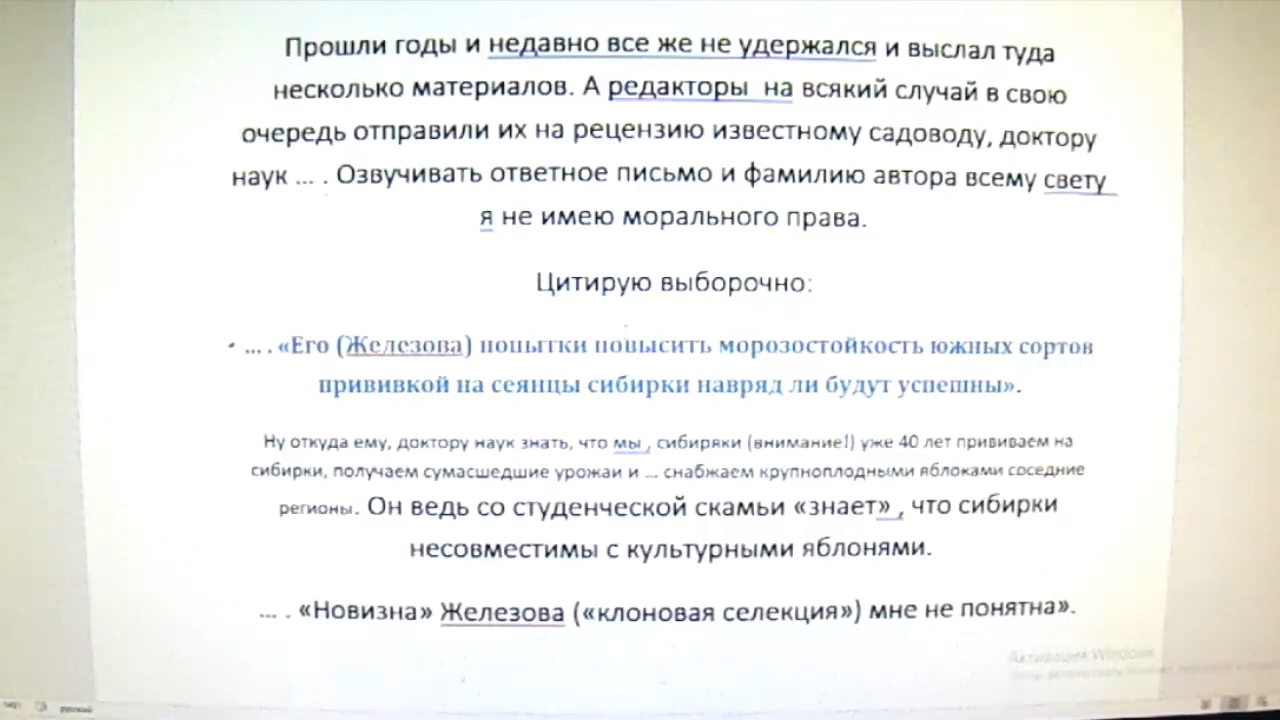 Прошли годы и недавно все же не удержался и выслал туда
несколько материалов. А редакторы на всякий случай в свою
очередь отправили их на рецензию известному садоводу, доктору
наук ... . Озвучивать ответное письмо и фамилию автора всему свету
я не имею морального права.
Цитирую выборочно:
- ... . «Его (Железова) попытки повысить морозостойкость южных сортов
прививкой на сеянцы сибирки навряд ли будут успешны».
Ну откуда ему, доктору наук знать, что мы , сибиряки (внимание!) уже 40 лет прививаем на
сибирки, получаем сумасшедшие урожаи и ... снабжаем крупноплодными яблоками соседние
регионы. Он ведь со студенческой скамьи «знает» , что сибирки
несовместимы с культурными яблонями.
... . «Новизна» Железова («клоновая селекция») мне не понятна».
Активация Windows
русский